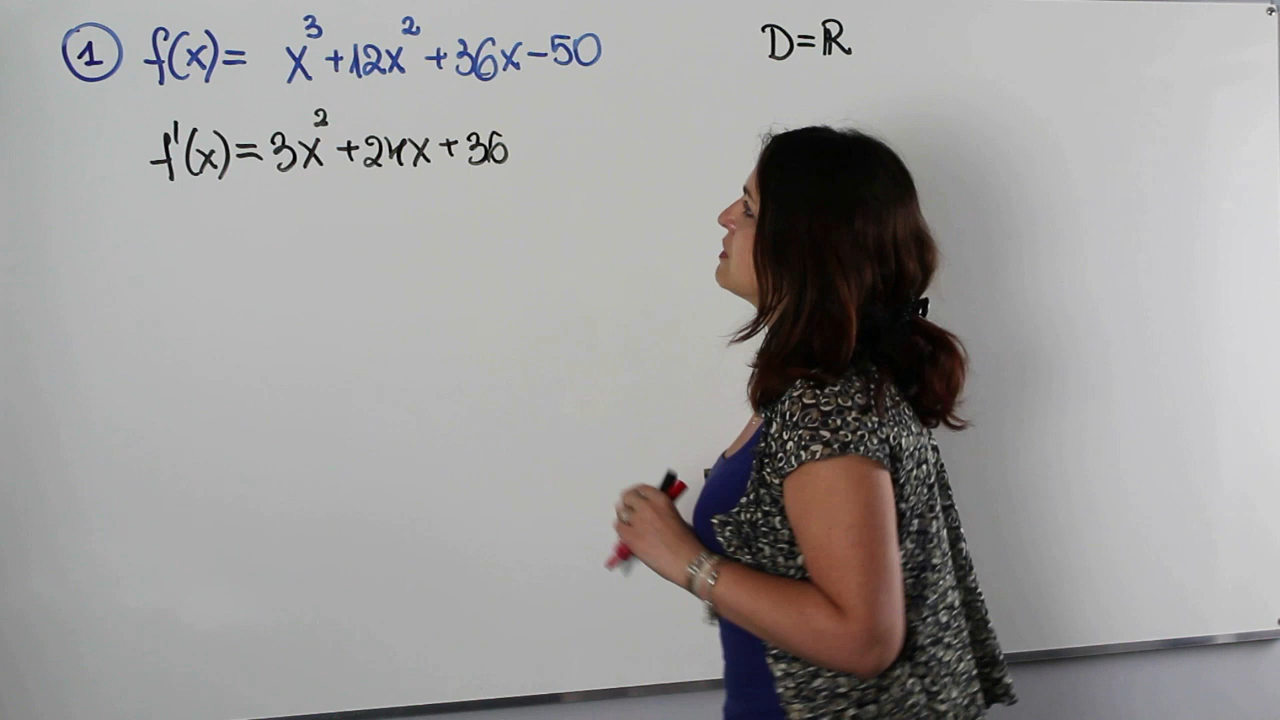 ① f(x)= x³+12x²+36x-50
D=ℝ
f'(x)=3x²+24x+36